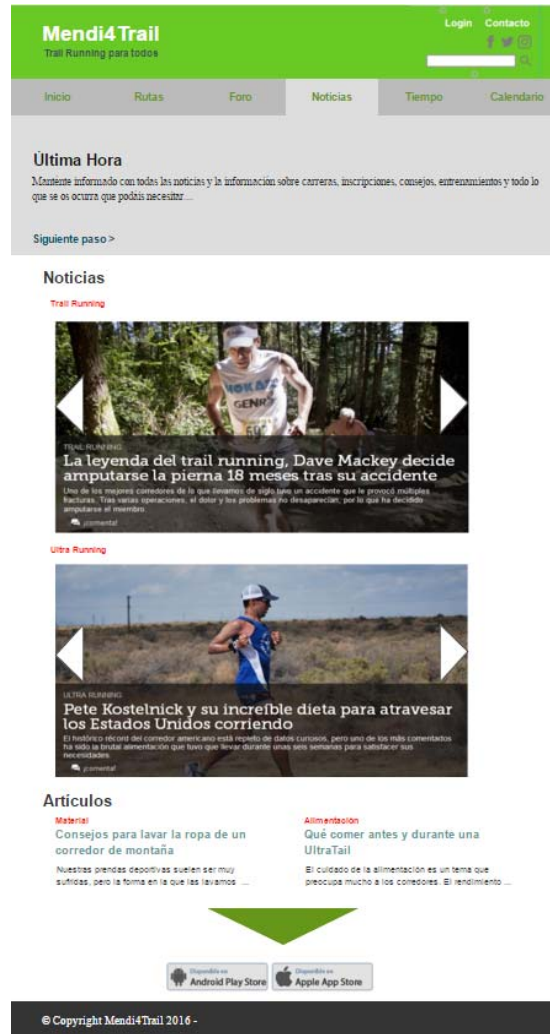 Mendi4Trail
Trail Running para todos
Login Contacto
Inicio Rutas Foro Noticias Tiempo Calendario
Última Hora
Mantente informado con todas las noticias y la información sobre carreras, inscripciones, consejos, entrenamientos y todo lo
que se os ocurra que podáis necesitar....
Siguiente paso >
Noticias
Trail Running
HOKA
GENR
TRAIL RUNNING
La leyenda del trail running, Dave Mackey decide
amputarse la pierna 18 meses tras su accidente
Uno de los mejores corredores de lo que llevamos de siglo tuvo un accidente que le provocó múltiples
fracturas. Tras varias operaciones, el dolor y los problemas no desaparecían, por lo que ha decidido
amputarse el miembro.
¡comenta!
Ultra Running
ULTRA RUNNING
Pete Kostelnick y su increíble dieta para atravesar
los Estados Unidos corriendo
El histórico récord del corredor americano está repleto de datos curiosos, pero uno de los más comentados
ha sido la brutal alimentación que tuvo que llevar durante unas seis semanas para satisfacer sus
necesidades.
¡comenta!
Articulos
Material
Consejos para lavar la ropa de un
corredor de montaña
Nuestras prendas deportivas suelen ser muy
sufridas, pero la forma en la que las lavamos ...
Alimentación
Qué comer antes y durante una
UltraTail
El cuidado de la alimentación es un tema que
preocupa mucho a los corredores. El rendimiento ...
Disponible en
Android Play Store
Disponible en
Apple App Store
© Copyright Mendi4Trail 2016 -